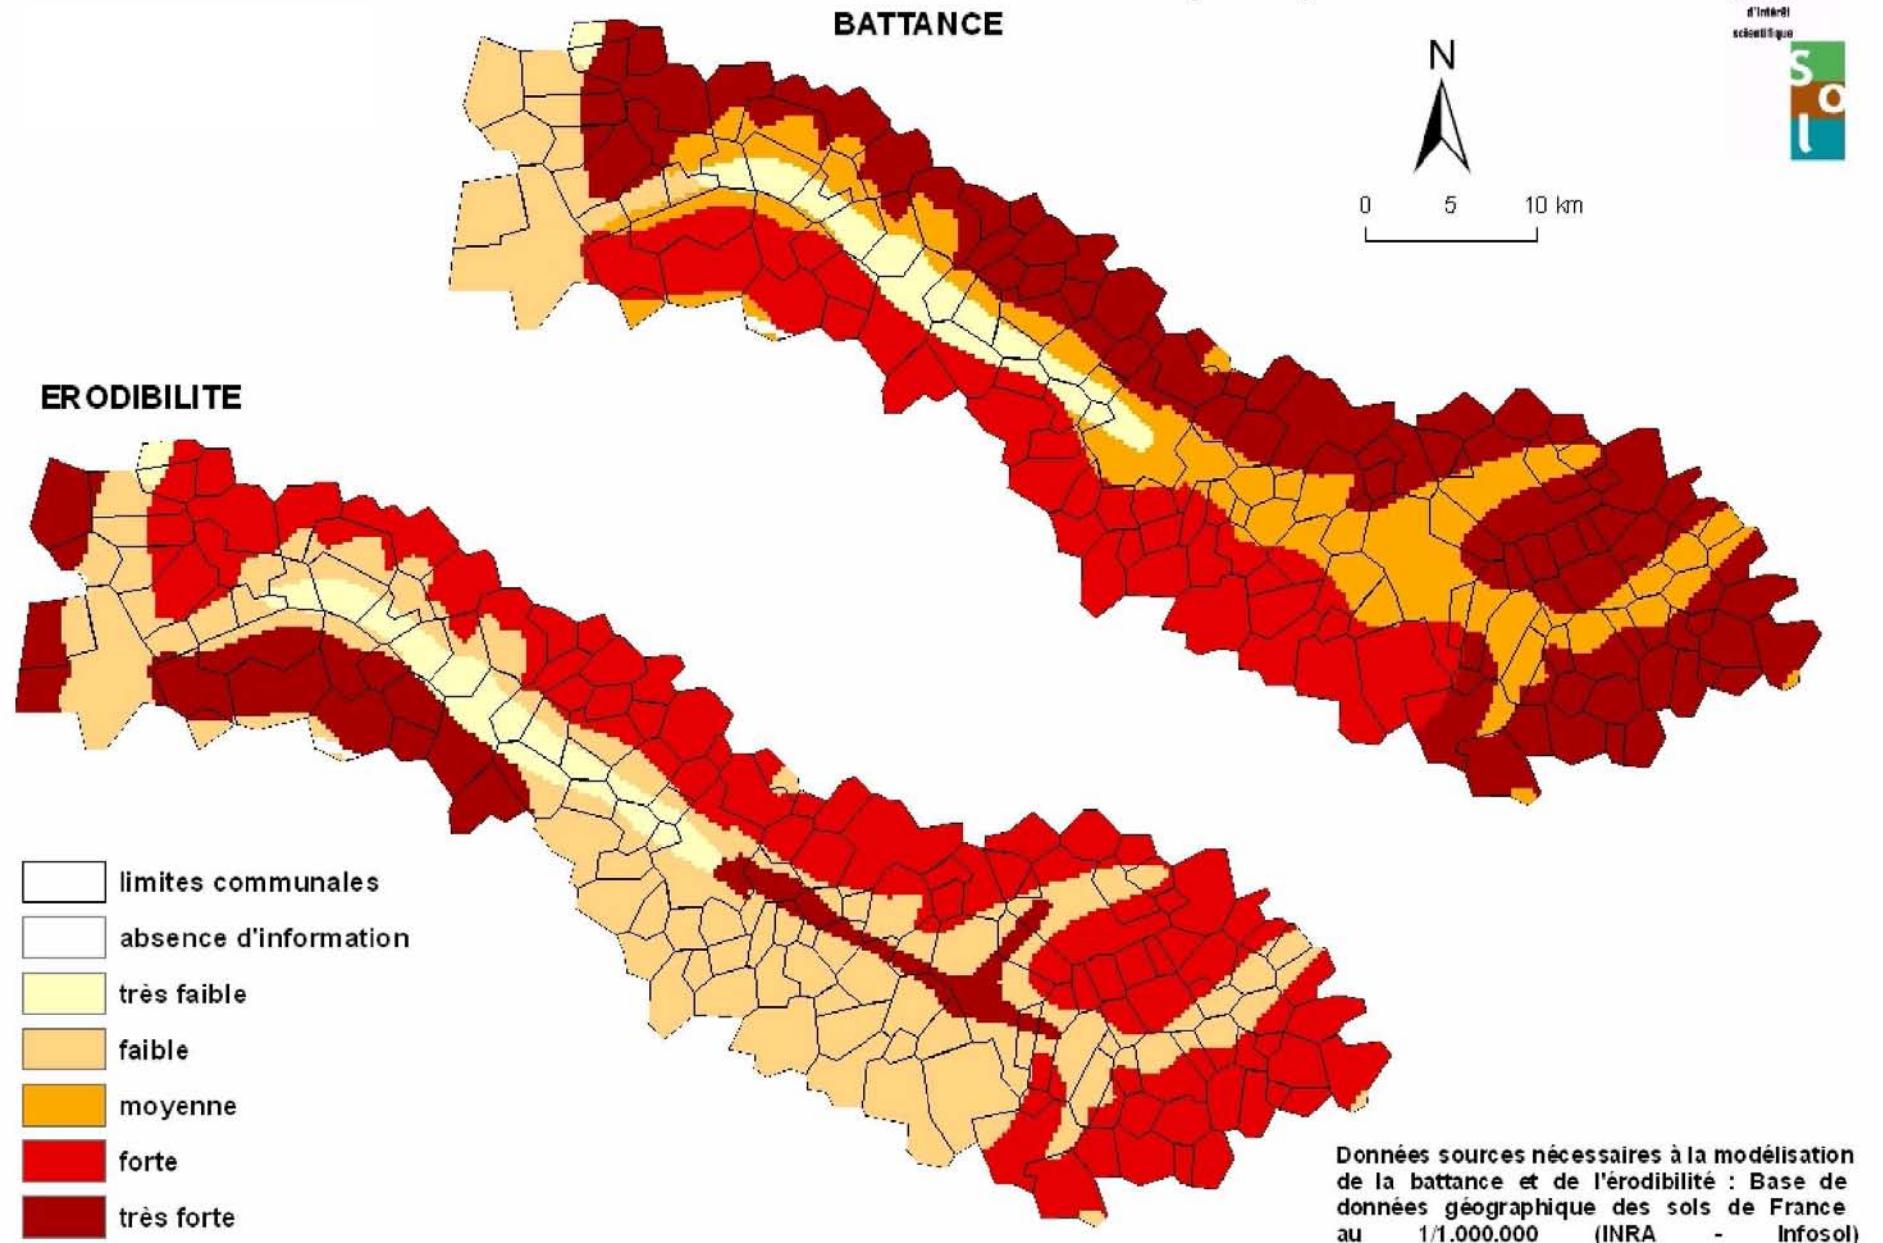 BATTANCE
d'intérêt
scientifique
S
O
l
N
0 5 10 km
ERODIBILITE
limites communales
absence d'information
très faible
faible
moyenne
forte
très forte
Données sources nécessaires à la modélisation
de la battance et de l'érodibilité : Base de
données géographique des sols de France
au 1/1.000.000 (INRA - Infosol)